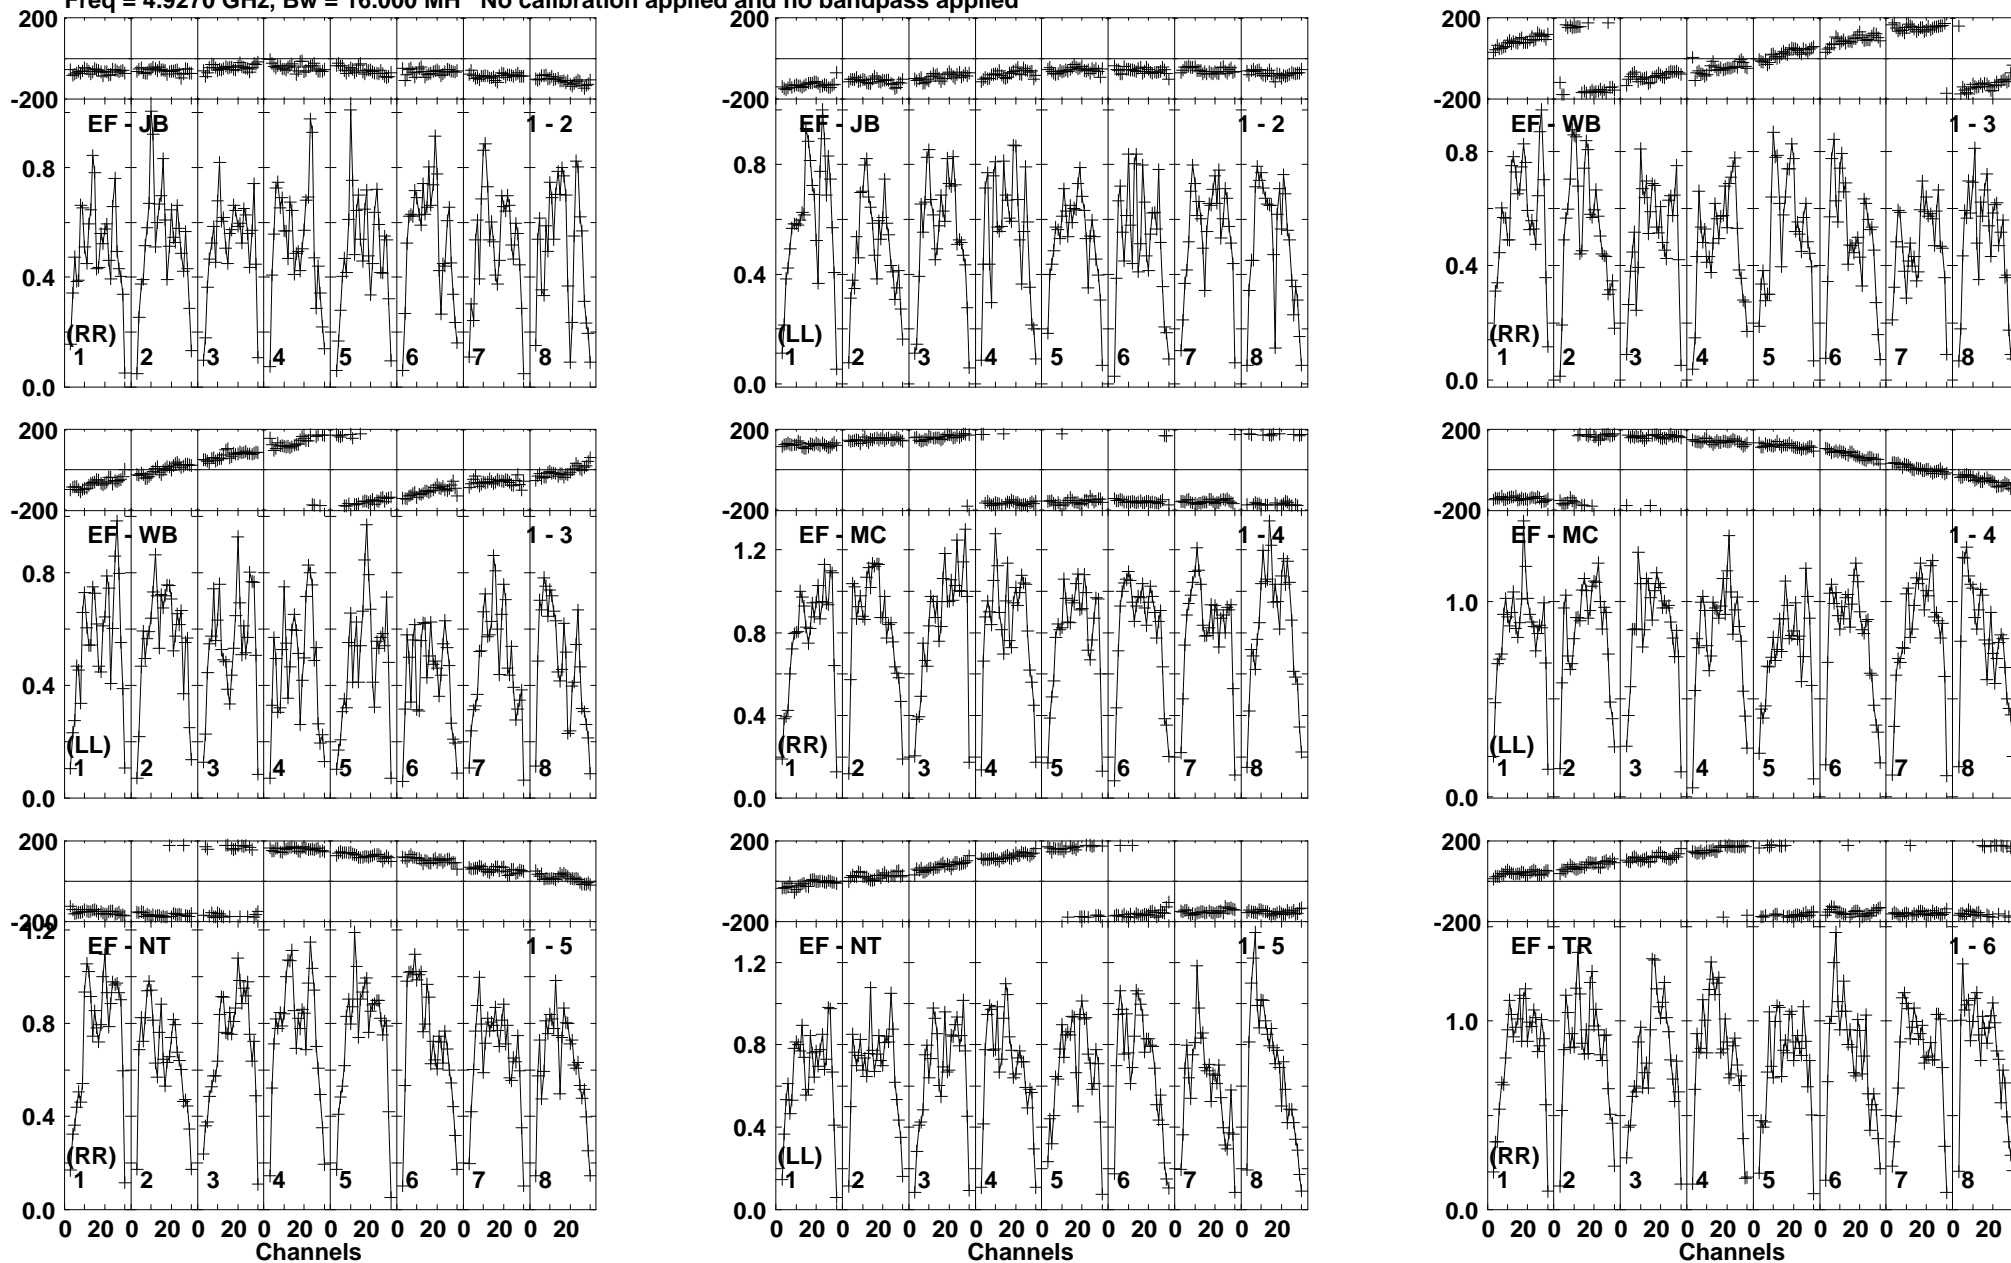 Freq = 4.9270 GHz, Bw = 16.000 MH No calibration applied and no bandpass applied
200 200 200
-200 -200 -200
EF - JB 1 - 2 EF - JB 1 - 2 EF - WB 1 - 3
0.8 0.8 0.8
0.4 0.4 0.4
(RR) (LL) (RR)
1 2 3 4 5 6 7 8 1 2 3 4 5 6 7 8 1 2 3 4 5 6 7 8
0.0 0.0 0.0
200 200 200
-200 -200 -200
EF - WB 1 - 3 EF - MC 1 - 4 EF - MC 1 - 4
1.2
0.8 0.8 1.0
0.4 0.4
(LL) (RR) (LL)
1 2 3 4 5 6 7 8 1 2 3 4 5 6 7 8 1 2 3 4 5 6 7 8
0.0 0.0 0.0
200 200 200
-200 -200 -200
1.2 EF - NT 1 - 5 EF - NT 1 - 5 EF - TR 1 - 6
1.2
0.8 0.8 1.0
0.4 0.4
(RR) (LL) (RR)
1 2 3 4 5 6 7 8 1 2 3 4 5 6 7 8 1 2 3 4 5 6 7 8
0.0 0.0 0.0
0 20 0 20 0 20 0 20 0 20 0 20 0 20 0 20 0 20 0 20 0 20 0 20 0 20 0 20 0 20 0 20 0 20 0 20 0 20 0 20 0 20 0 20 0 20 0 20
Channels Channels Channels